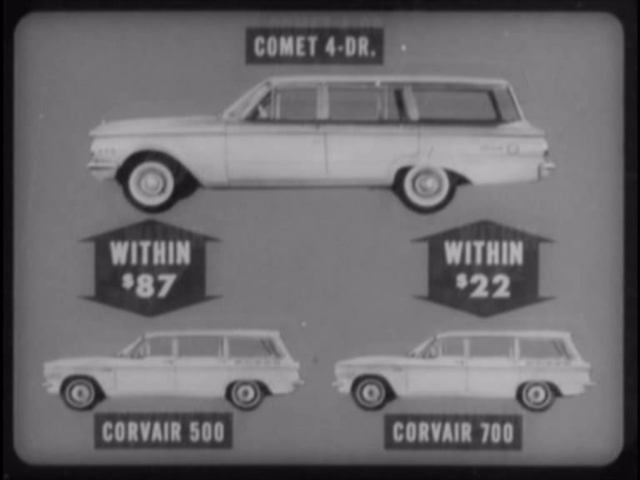 COMET 4-DR.
WITHIN
$87
WITHIN
$22
CORVAIR 500
CORVAIR 700